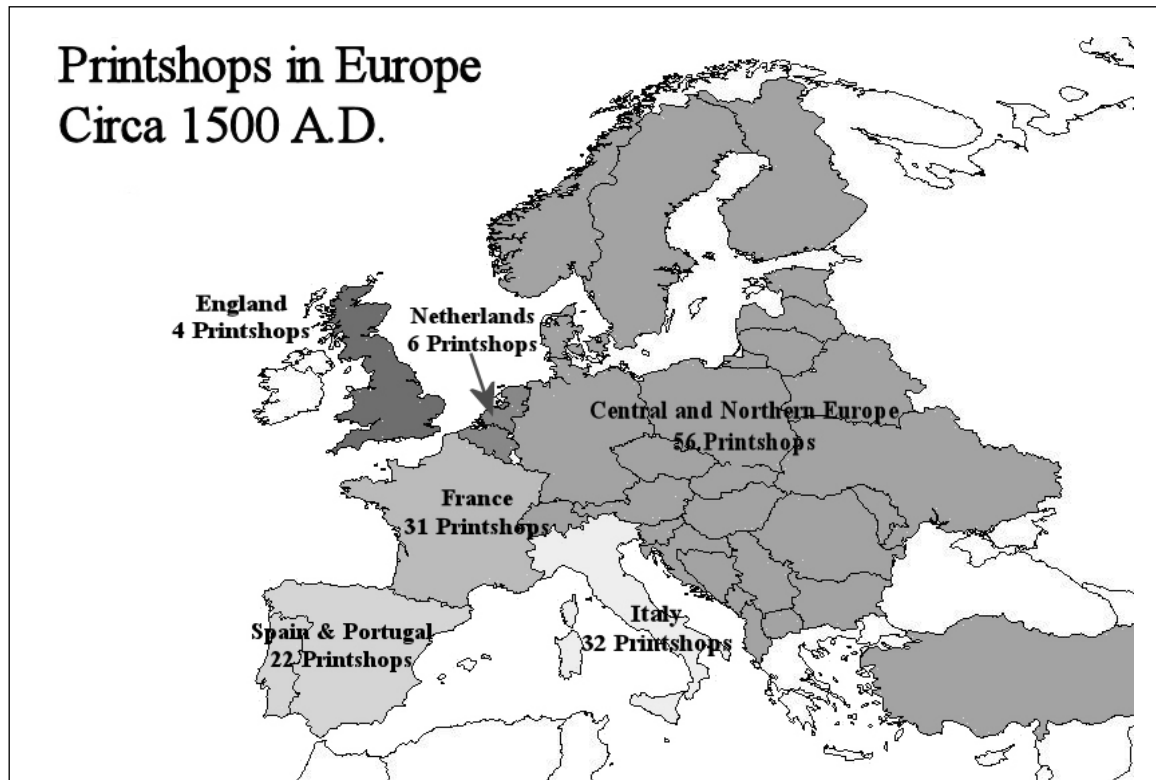 Printshops in Europe
Circa 1500 A.D.
England
4 Printshops
Netherlands
6 Printshops
Central and Northern Europe
56 Printshops
France
31 Printshops
Italy
32 Printshops
Spain & Portugal
22 Printshops